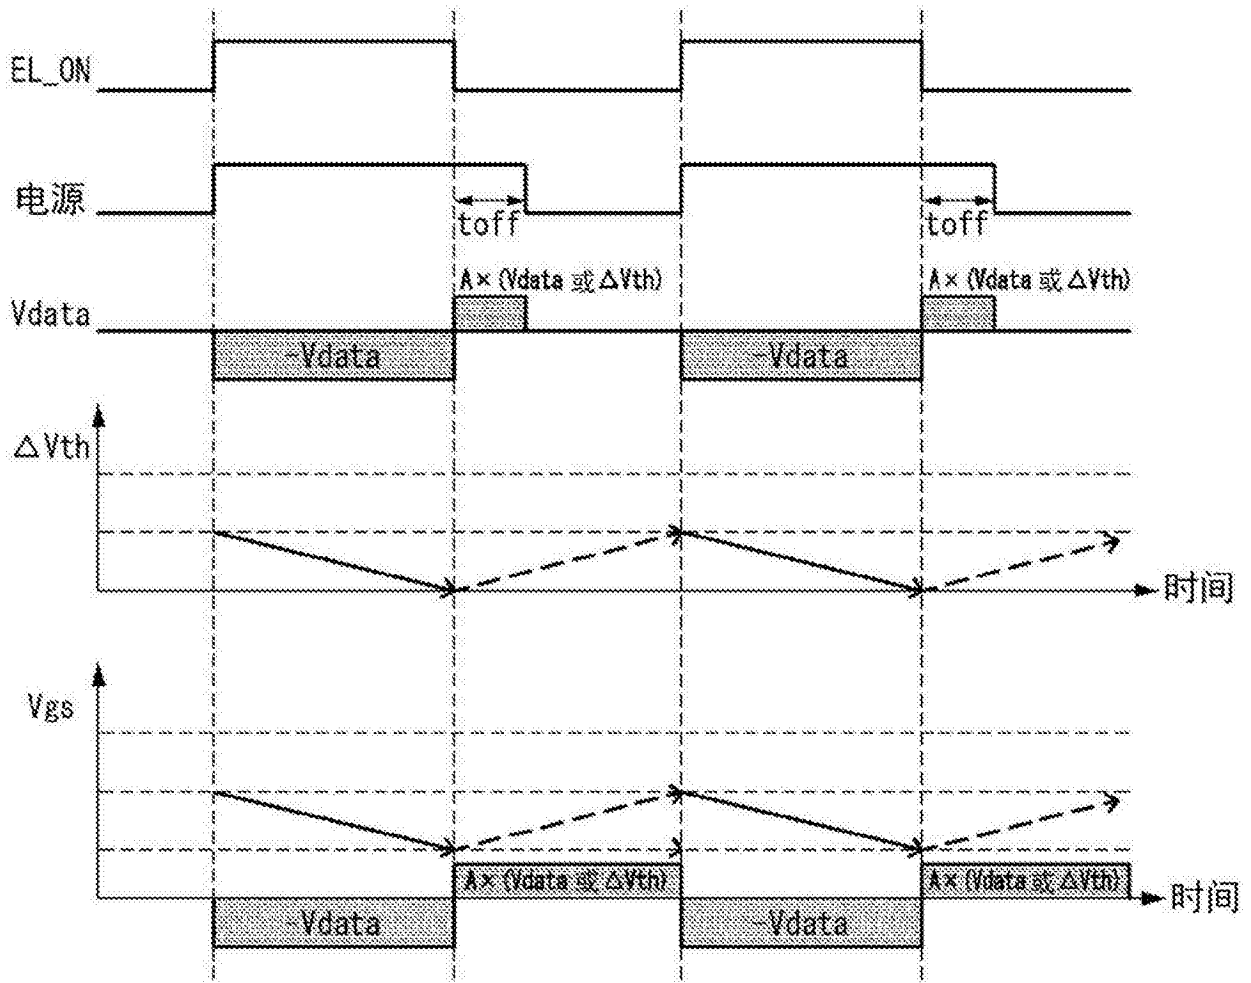 EL_ON
电源
toff
toff
A×(Vdata 或 △Vth)
A×(Vdata 或 △Vth)
Vdata
-Vdata
-Vdata
△Vth
时间
Vgs
A×(Vdata 或 △Vth)
A×(Vdata 或 △Vth)
时间
-Vdata
-Vdata